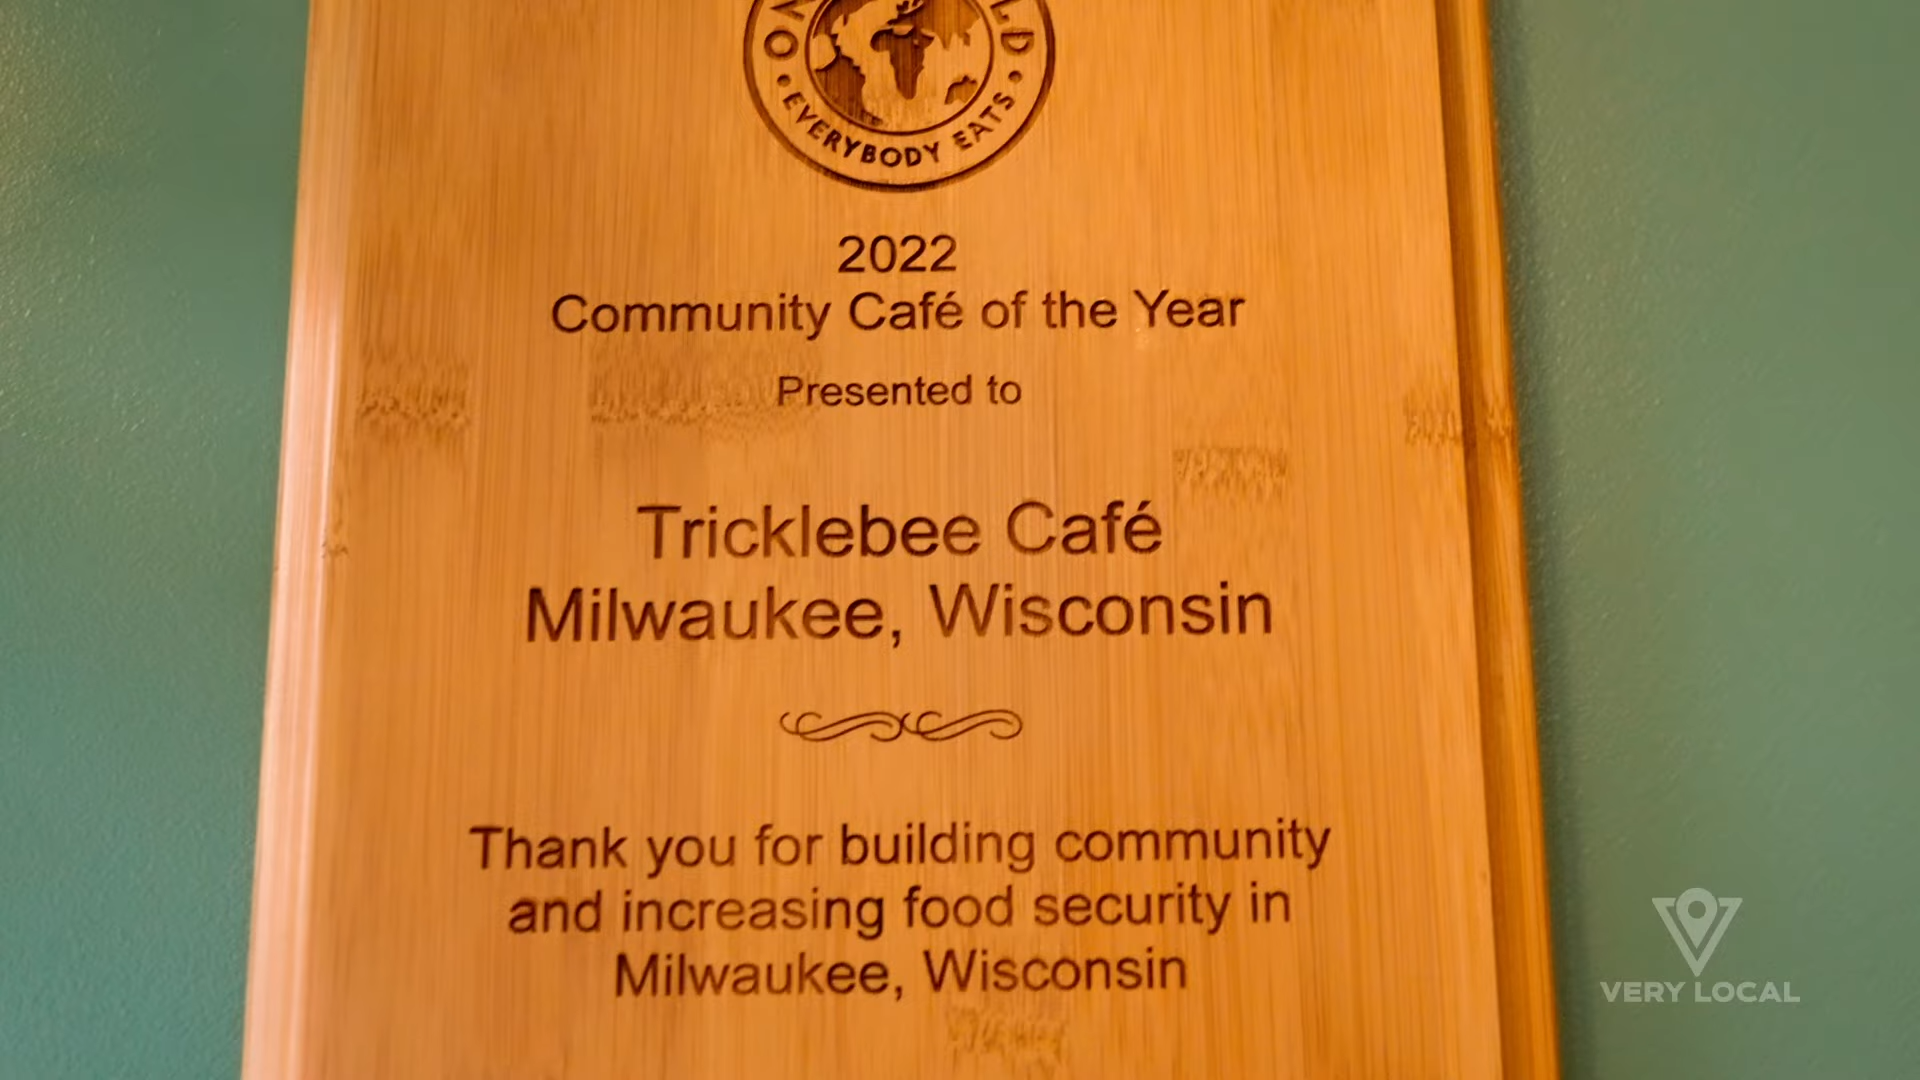 EVERYBODY EATS
2022
Community Café of the Year
Presented to
Tricklebee Café
Milwaukee, Wisconsin
Thank you for building community
and increasing food security in
Milwaukee, Wisconsin
VERY LOCAL